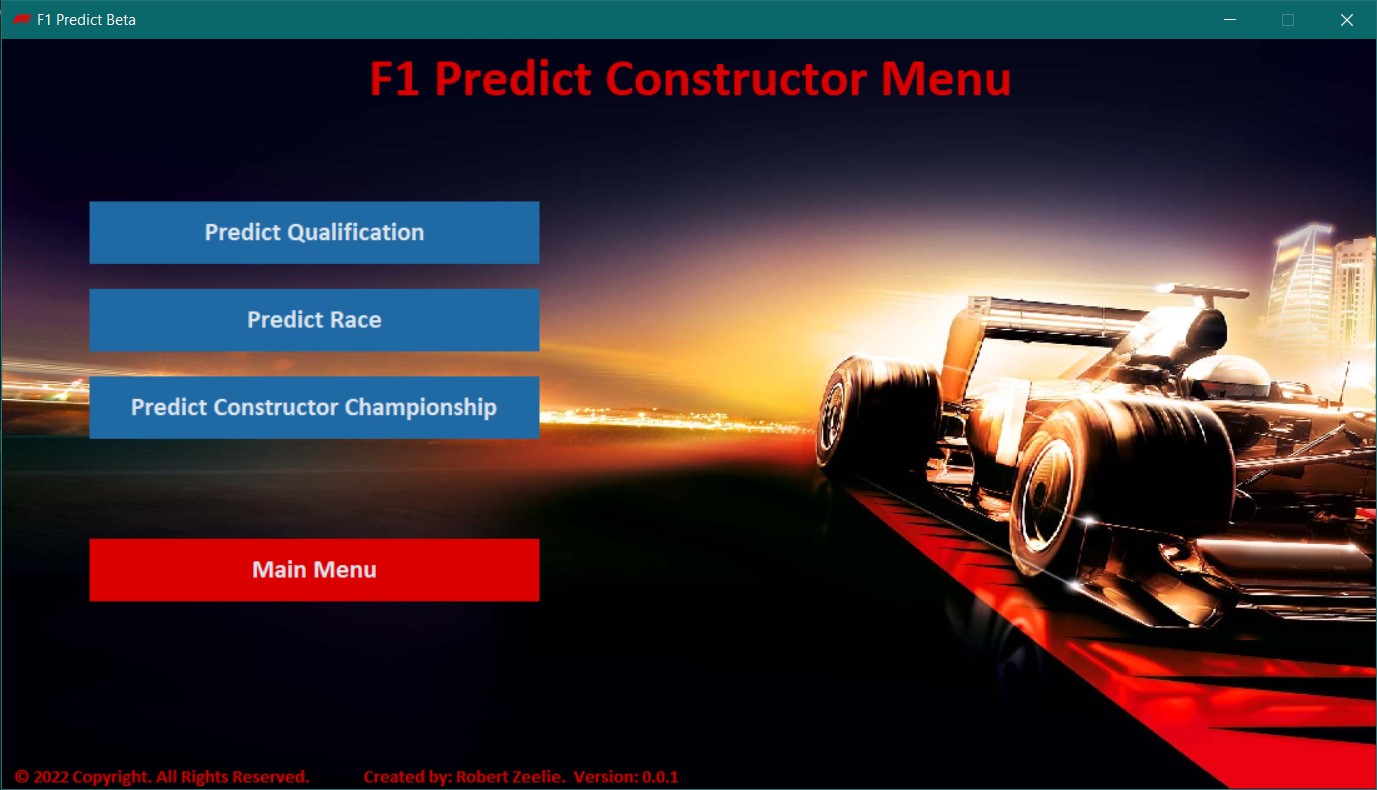 F1 Predict Beta
F1 Predict Constructor Menu
Predict Qualification
Predict Race
Predict Constructor Championship
Main Menu
© 2022 Copyright. All Rights Reserved. Created by: Robert Zeelie. Version: 0.0.1